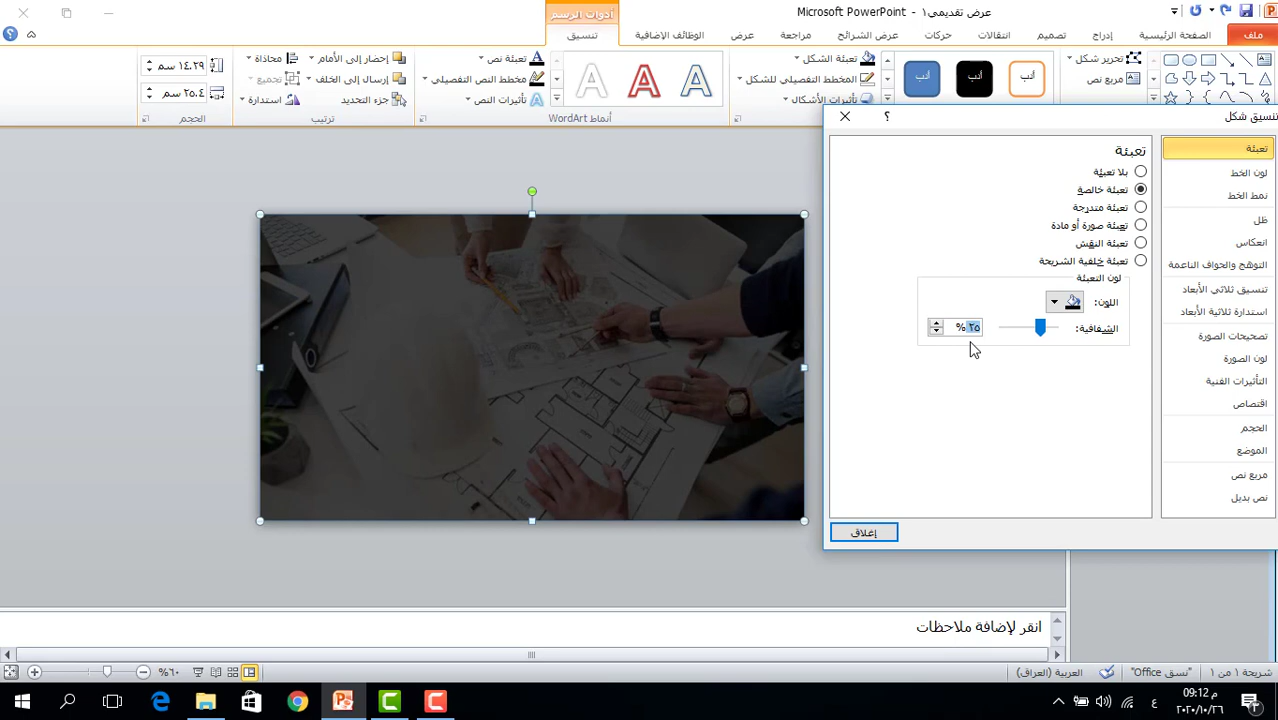 عرض تقديمي١ - Microsoft PowerPoint
أدوات الرسم
ملف
الصفحة الرئيسية
إدراج
تصميم
انتقالات
حركات
عرض الشرائح
مراجعة
عرض
الوظائف الإضافية
تنسيق
تحرير شكل
مربع نص
أنب
أنب
أنب
تعبئة الشكل
المخطط التفصيلي للشكل
تأثيرات الأشكال
A
A
A
تعبئة نص
مخطط النص التفصيلي
تأثيرات النص
إحضار إلى الأمام
إرسال إلى الخلف
جزء التحديد
محاذاة
تجميع
استدارة
١٤.٢٩ سم
٢٥.٤ سم
أنماط WordArt
ترتيب
الحجم
تنسيق شكل
؟
تعبئة
لون الخط
نمط الخط
ظل
انعكاس
التوهج والحواف الناعمة
تنسيق ثلاثي الأبعاد
استدارة ثلاثية الأبعاد
تصحيحات الصورة
لون الصورة
التأثيرات الفنية
اقتصاص
الحجم
الموضع
مربع نص
نص بديل
تعبئة
بلا تعبئة
تعبئة خالصة
تعبئة متدرجة
تعبئة صورة أو مادة
تعبئة النقش
تعبئة خلفية الشريحة
لون التعبئة
اللون:
الشفافية:
٢٥ %
إغلاق
انقر لإضافة ملاحظات
شريحة ١ من ١
"نسق Office"
العربية (العراق)
٦٠%
ع
09:12 م
٢٠٢٠/١٠/٢٦